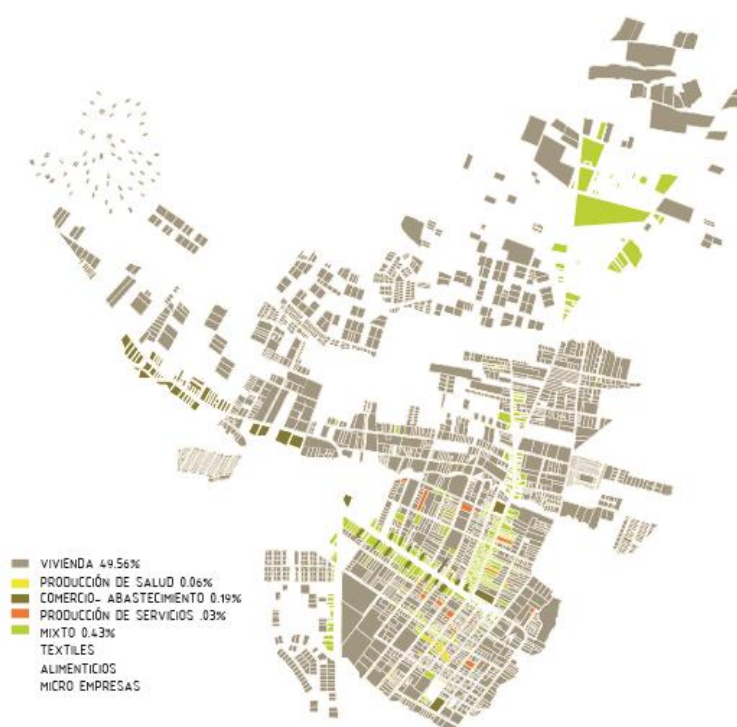 VIVIENDA 49.56%
PRODUCCIÓN DE SALUD 0.06%
COMERCIO- ABASTECIMIENTO 0.19%
PRODUCCIÓN DE SERVICIOS .03%
MIXTO 0.43%
TEXTILES
ALIMENTICIOS
MICRO EMPRESAS